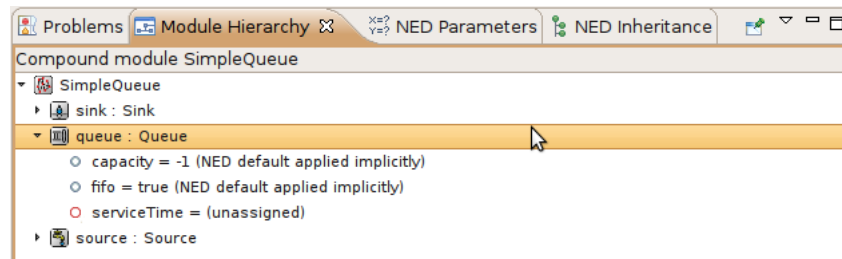 Problems Module Hierarchy X=? Y=? NED Parameters NED Inheritance
Compound module SimpleQueue
SimpleQueue
sink : Sink
queue : Queue
capacity = -1 (NED default applied implicitly)
fifo = true (NED default applied implicitly)
serviceTime = (unassigned)
source : Source